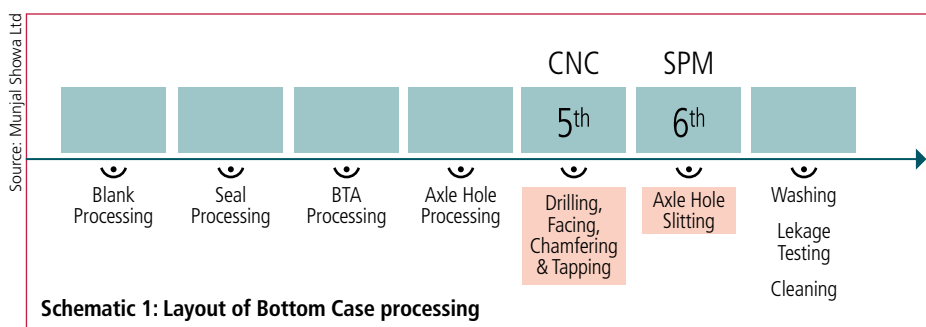 Source: Munjal Showa Ltd
CNC
SPM
5th
6th
Blank
Processing
Seal
Processing
BTA
Processing
Axle Hole
Processing
Drilling,
Facing,
Chamfering
& Tapping
Axle Hole
Slitting
Washing
Lekage
Testing
Cleaning
Schematic 1: Layout of Bottom Case processing